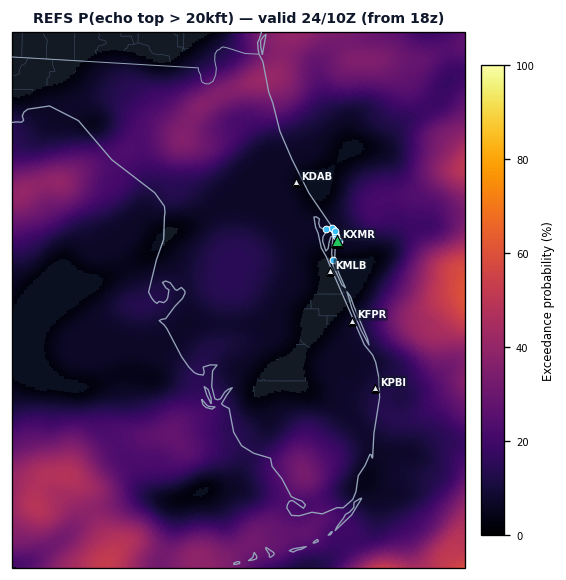 REFS P(echo top > 20kft) — valid 24/10Z (from 18z)
KDAB
KXMR
KMLB
KFPR
KPBI
100
80
60
40
20
0
Exceedance probability (%)